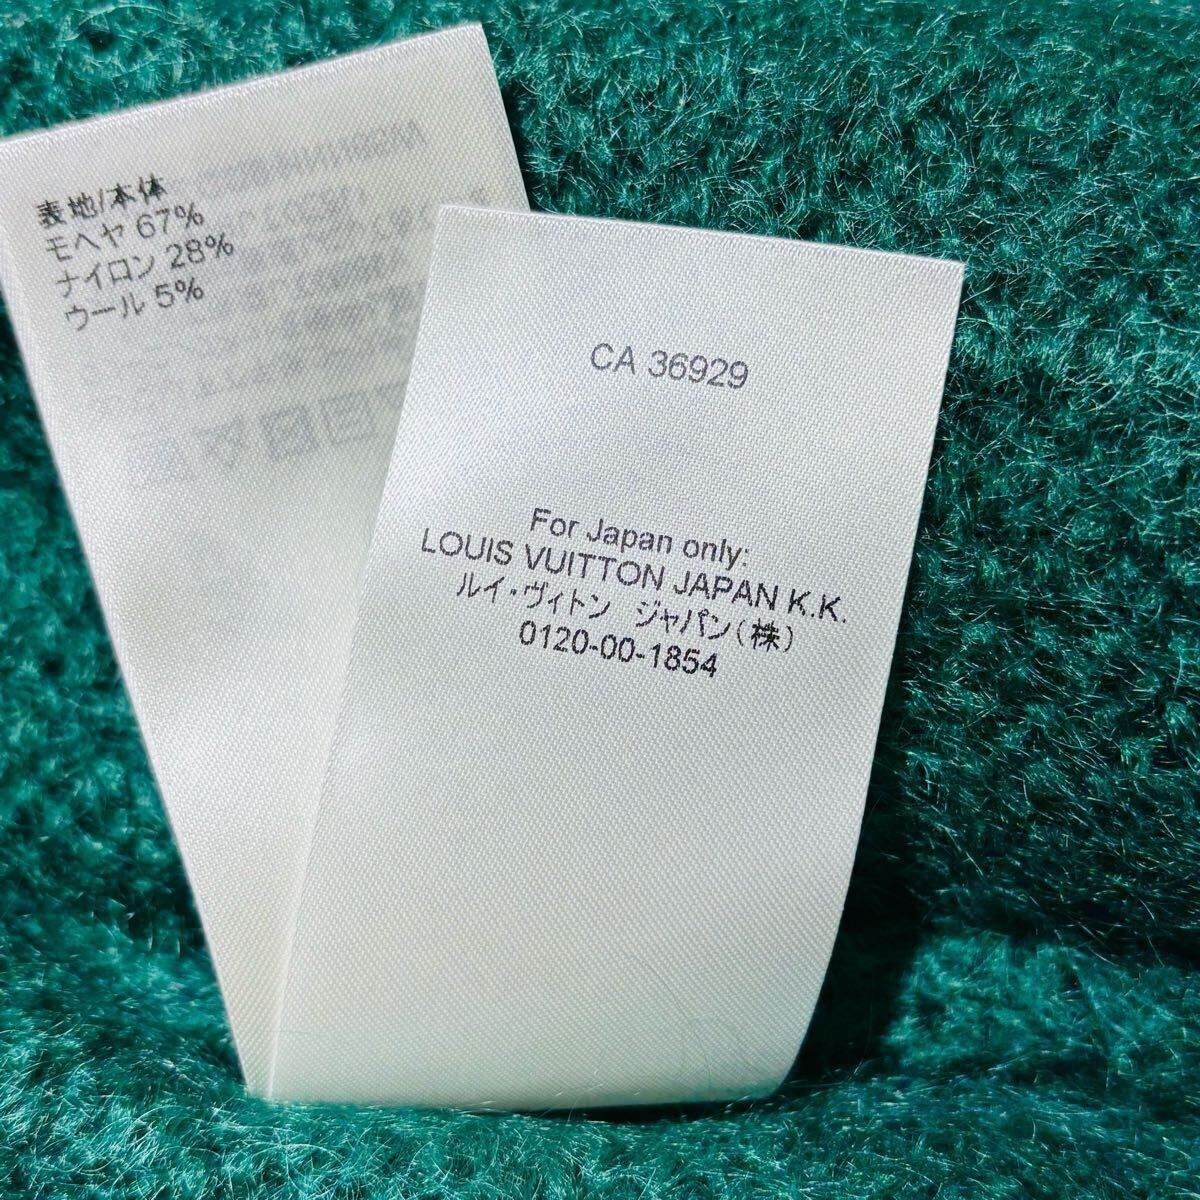 表地/本体
モヘヤ 67%
ナイロン 28%
ウール 5%
CA 36929
For Japan only:
LOUIS VUITTON JAPAN K.K.
ルイ・ヴィトン ジャパン(株)
0120-00-1854